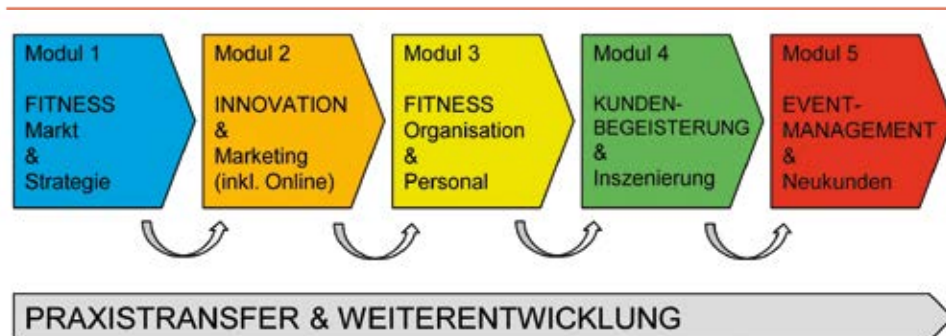 Modul 1
FITNESS
Markt
&
Strategie
Modul 2
INNOVATION
&
Marketing
(inkl. Online)
Modul 3
FITNESS
Organisation
&
Personal
Modul 4
KUNDEN-
BEGEISTERUNG
&
Inszenierung
Modul 5
EVENT-
MANAGEMENT
&
Neukunden
PRAXISTRANSFER & WEITERENTWICKLUNG